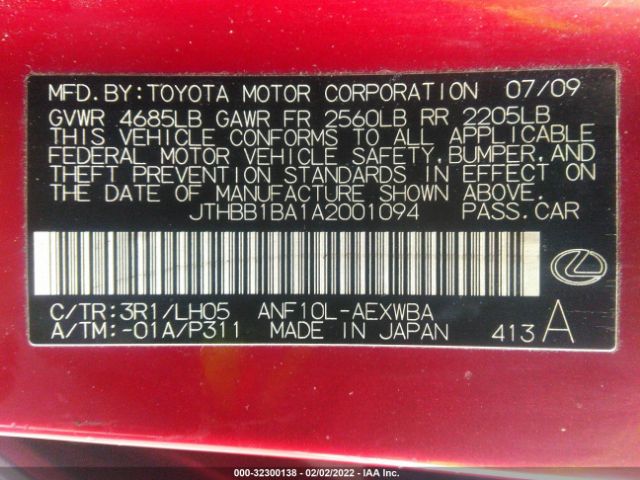 MFD. BY: TOYOTA MOTOR CORPORATION 07/09
GVWR 4685LB GAWR FR 2560LB RR 2205LB
THIS VEHICLE CONFORMS TO ALL APPLICABLE
FEDERAL MOTOR VEHICLE SAFETY, BUMPER, AND
THEFT PREVENTION STANDARDS IN EFFECT ON
THE DATE OF MANUFACTURE SHOWN ABOVE.
JTHBB1BA1A2001094 PASS. CAR
C/TR: 3R1/LH05 ANF10L-AEXWBA
A/TM: -01A/P311 MADE IN JAPAN 413 A
000-32300138 - 02/02/2022 - IAA Inc.